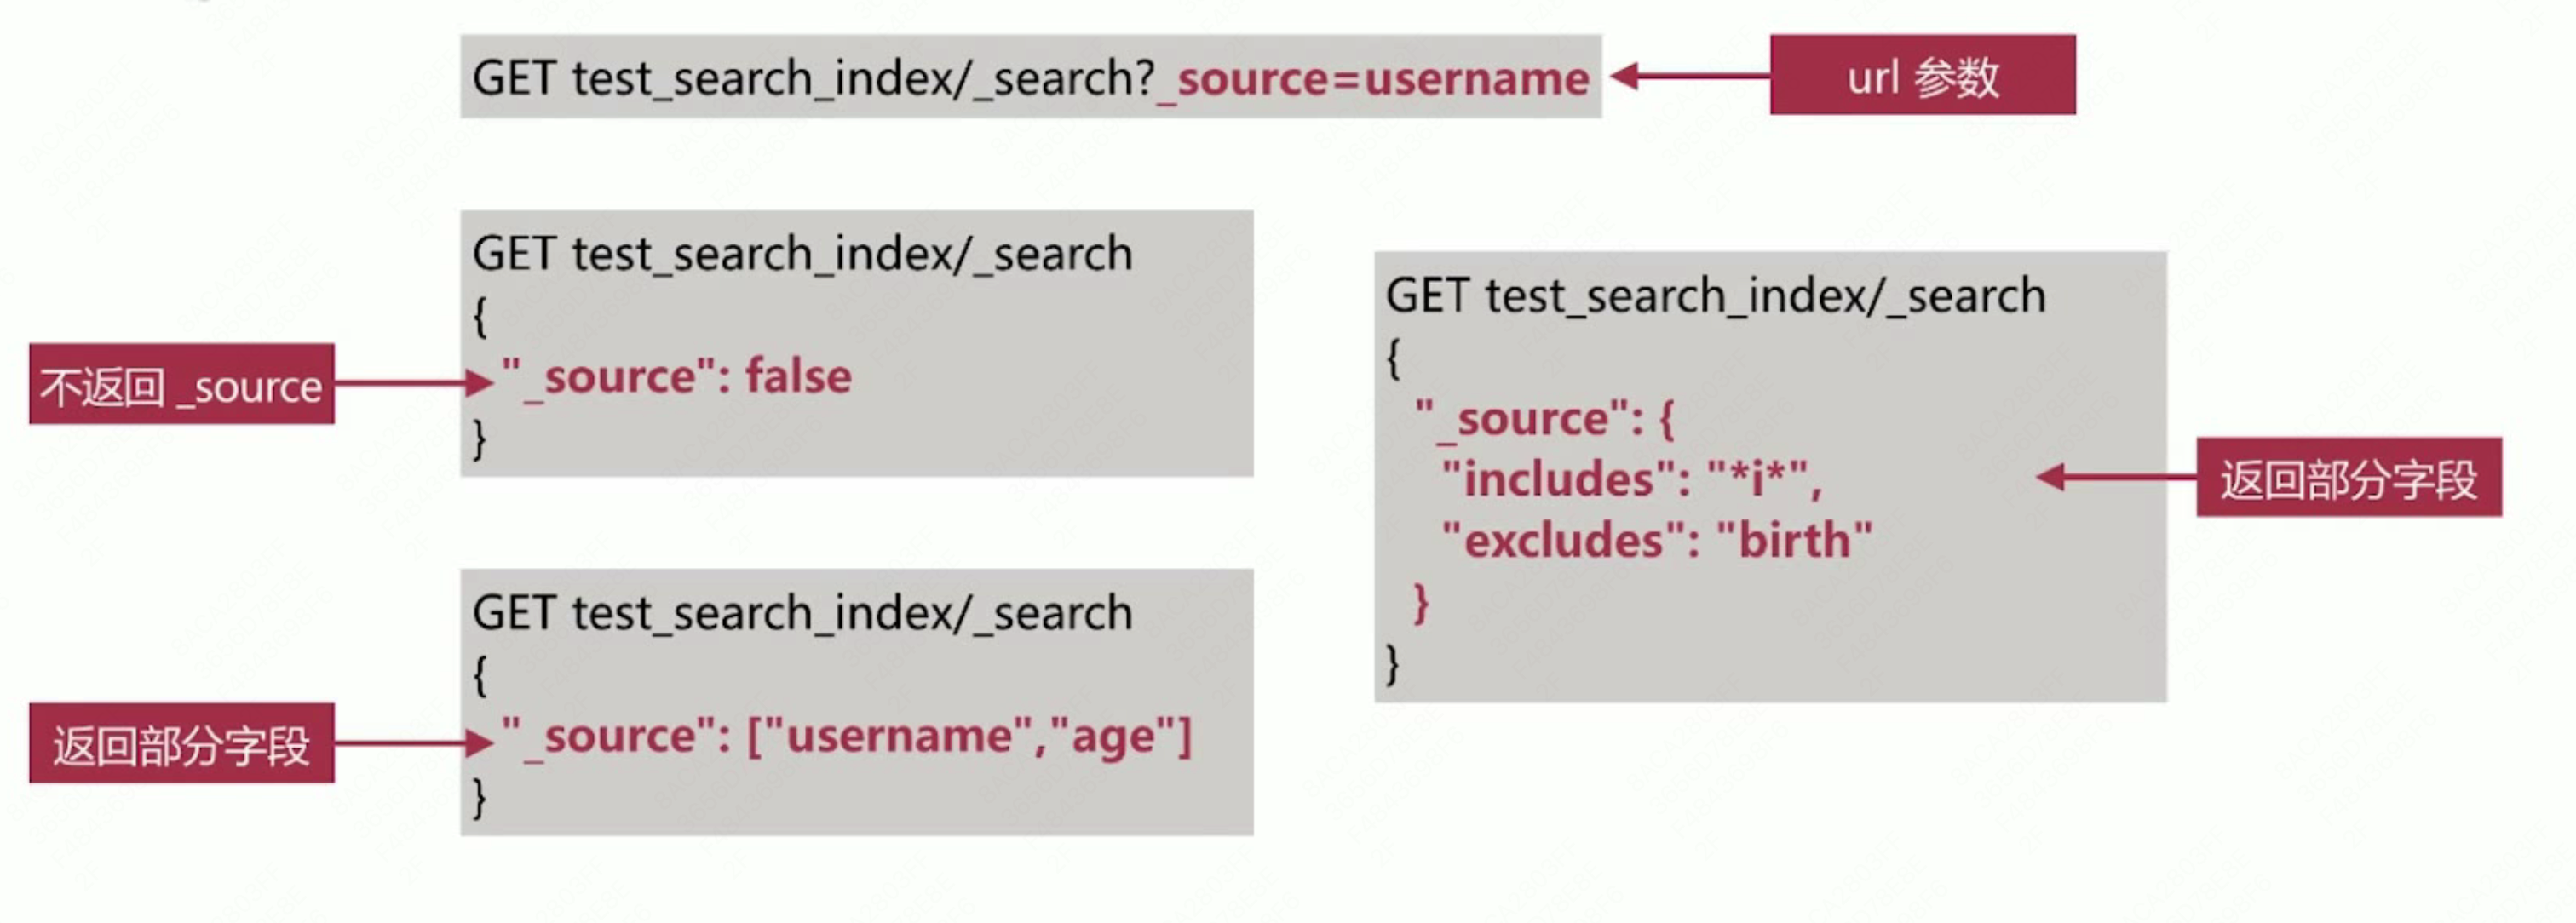 GET test_search_index/_search?_source=username
url 参数
GET test_search_index/_search
{
"_source": false
}
不返回 _source
GET test_search_index/_search
{
"_source": ["username","age"]
}
返回部分字段
GET test_search_index/_search
{
"_source": {
"includes": "*i*",
"excludes": "birth"
}
}
返回部分字段